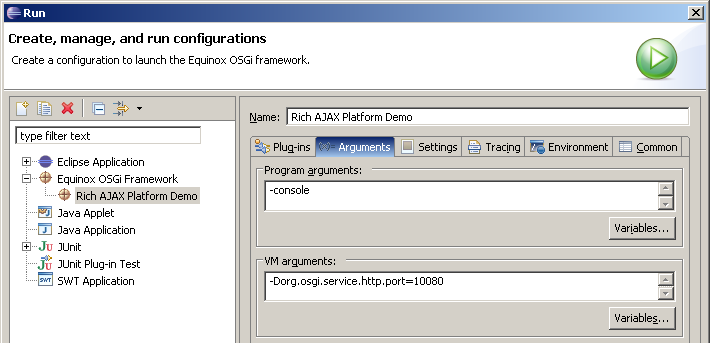 Run
Create, manage, and run configurations
Create a configuration to launch the Equinox OSGi framework.
type filter text
Eclipse Application
Equinox OSGi Framework
Rich AJAX Platform Demo
Java Applet
Java Application
JUnit
JUnit Plug-in Test
SWT Application
Name: Rich AJAX Platform Demo
Plug-ins Arguments Settings Tracing Environment Common
Program arguments:
-console
Variables...
VM arguments:
-Dorg.osgi.service.http.port=10080
Variables...